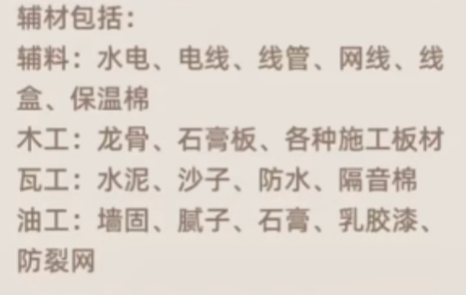 辅材包括：
辅料：水电、电线、线管、网线、线
盒、保温棉
木工：龙骨、石膏板、各种施工板材
瓦工：水泥、沙子、防水、隔音棉
油工：墙固、腻子、石膏、乳胶漆、
防裂网